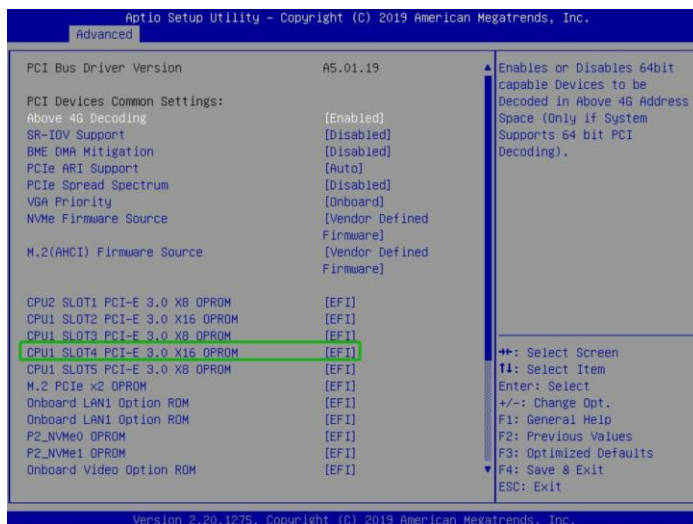 Aptio Setup Utility - Copyright (C) 2019 American Megatrends, Inc.
Advanced
PCI Bus Driver Version A5.01.19
PCI Devices Common Settings:
Above 4G Decoding [Enabled]
SR-IOV Support [Disabled]
BME DMA Mitigation [Disabled]
PCIe ARI Support [Auto]
PCIe Spread Spectrum [Disabled]
VGA Priority [Onboard]
NVMe Firmware Source [Vendor Defined
Firmware]
M.2(AHCI) Firmware Source [Vendor Defined
Firmware]
CPU2 SLOT1 PCI-E 3.0 X8 OPROM [EFI]
CPU1 SLOT2 PCI-E 3.0 X16 OPROM [EFI]
CPU1 SLOT3 PCI-E 3.0 X8 OPROM [EFI]
CPU1 SLOT4 PCI-E 3.0 X16 OPROM [EFI]
CPU1 SLOT5 PCI-E 3.0 X8 OPROM [EFI]
M.2 PCIe x2 OPROM [EFI]
Onboard LAN1 Option ROM [EFI]
Onboard LAN1 Option ROM [EFI]
P2_NVMe0 OPROM [EFI]
P2_NVMe1 OPROM [EFI]
Onboard Video Option ROM [EFI]
Enables or Disables 64bit
capable Devices to be
Decoded in Above 4G Address
Space (Only if System
Supports 64 bit PCI
Decoding).
→←: Select Screen
↑↓: Select Item
Enter: Select
+/-: Change Opt.
F1: General Help
F2: Previous Values
F3: Optimized Defaults
F4: Save & Exit
ESC: Exit
Version 2.20.1275. Copyright (C) 2019 American Megatrends, Inc.